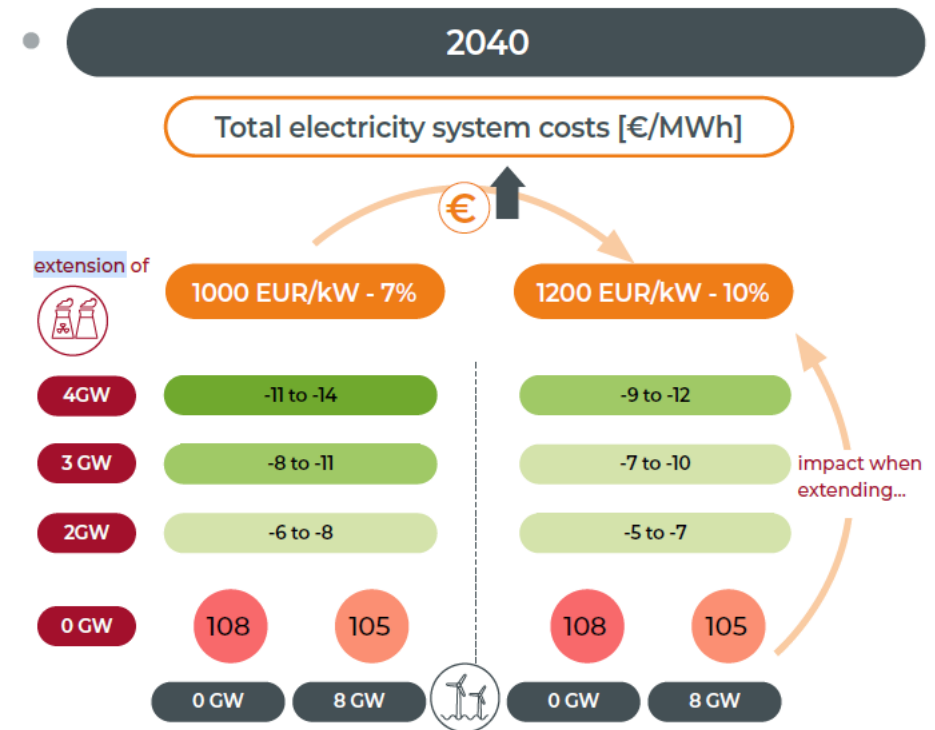 2040
Total electricity system costs [€/MWh]
€
extension of
1000 EUR/kW - 7%
1200 EUR/kW - 10%
4GW
-11 to -14
-9 to -12
3 GW
-8 to -11
-7 to -10
impact when
extending...
2GW
-6 to -8
-5 to -7
0 GW
108
105
108
105
0 GW
8 GW
0 GW
8 GW